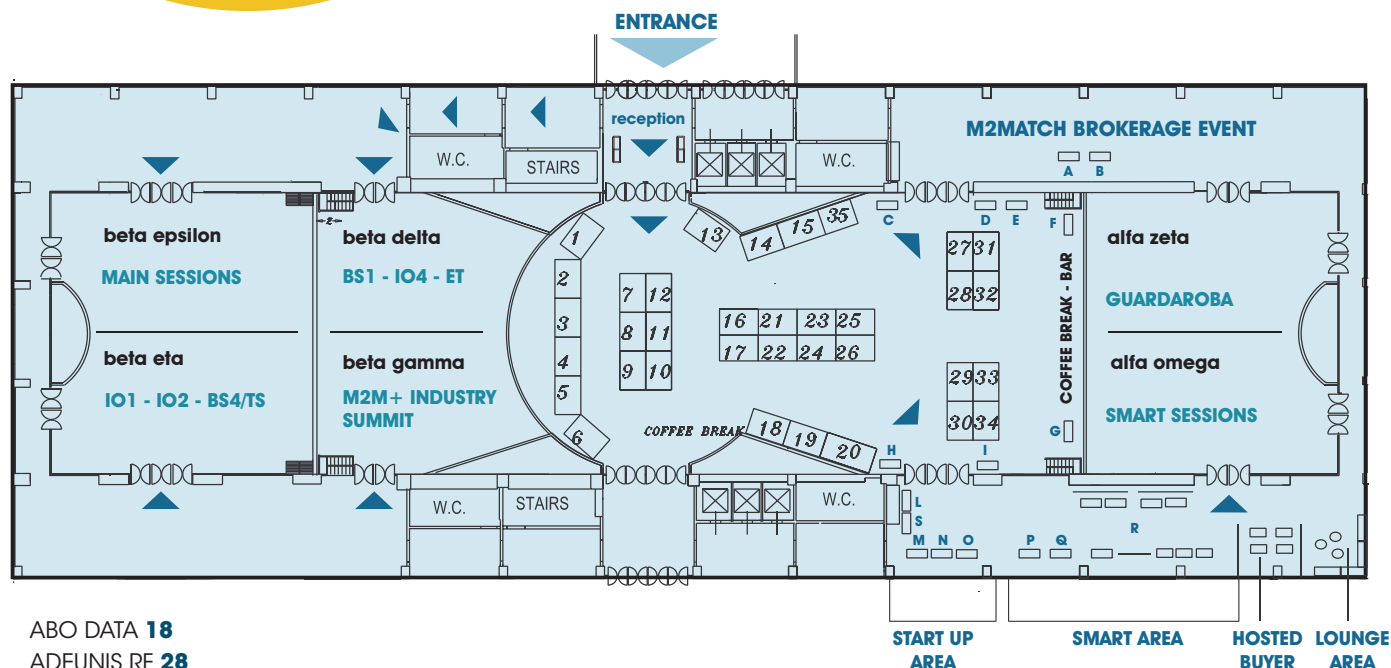 ENTRANCE
reception
M2MATCH BROKERAGE EVENT
W.C.
STAIRS
W.C.
A B
beta epsilon
MAIN SESSIONS
beta delta
BS1 - IO4 - ET
beta eta
IO1 - IO2 - BS4/TS
beta gamma
M2M+ INDUSTRY
SUMMIT
2
1
2
3
4
5
6
7 12
8 11
9 10
13
14 15 35
16 21 23 25
17 22 24 26
COFFEE BREAK
18 19 20
C
D E
F
27 31
28 32
29 33
30 34
COFFEE BREAK - BAR
G
H
I
alfa zeta
GUARDAROBA
alfa omega
SMART SESSIONS
W.C.
STAIRS
W.C.
L
S
M N O
P Q
R
START UP
AREA
SMART AREA
HOSTED
BUYER
LOUNGE
AREA
ABO DATA 18
ADEUNIS RF 28